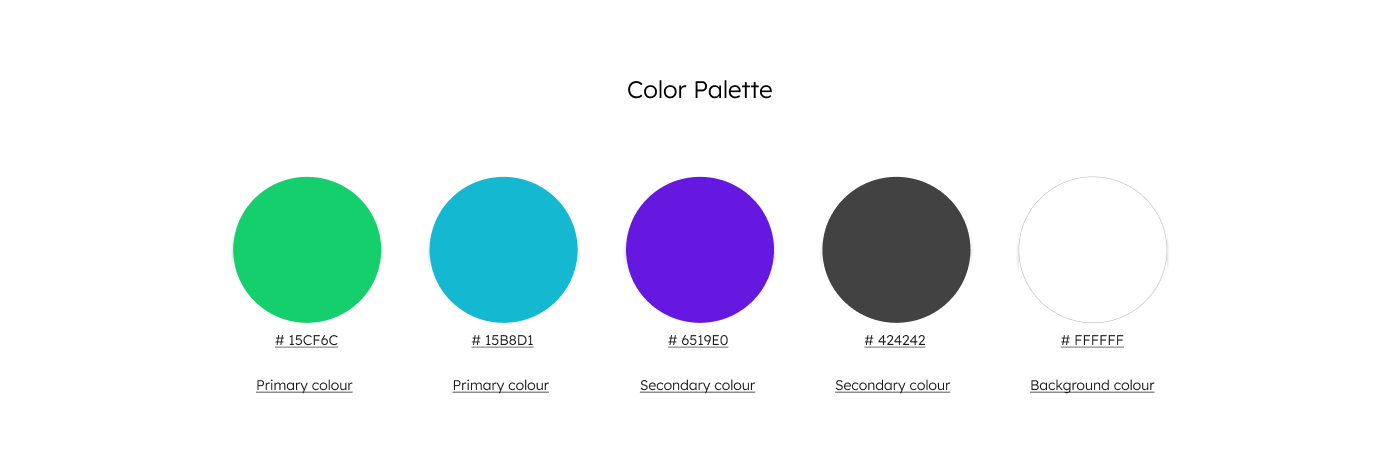 Color Palette
# 15CF6C
# 15B8D1
# 6519E0
# 424242
# FFFFFF
Primary colour
Primary colour
Secondary colour
Secondary colour
Background colour